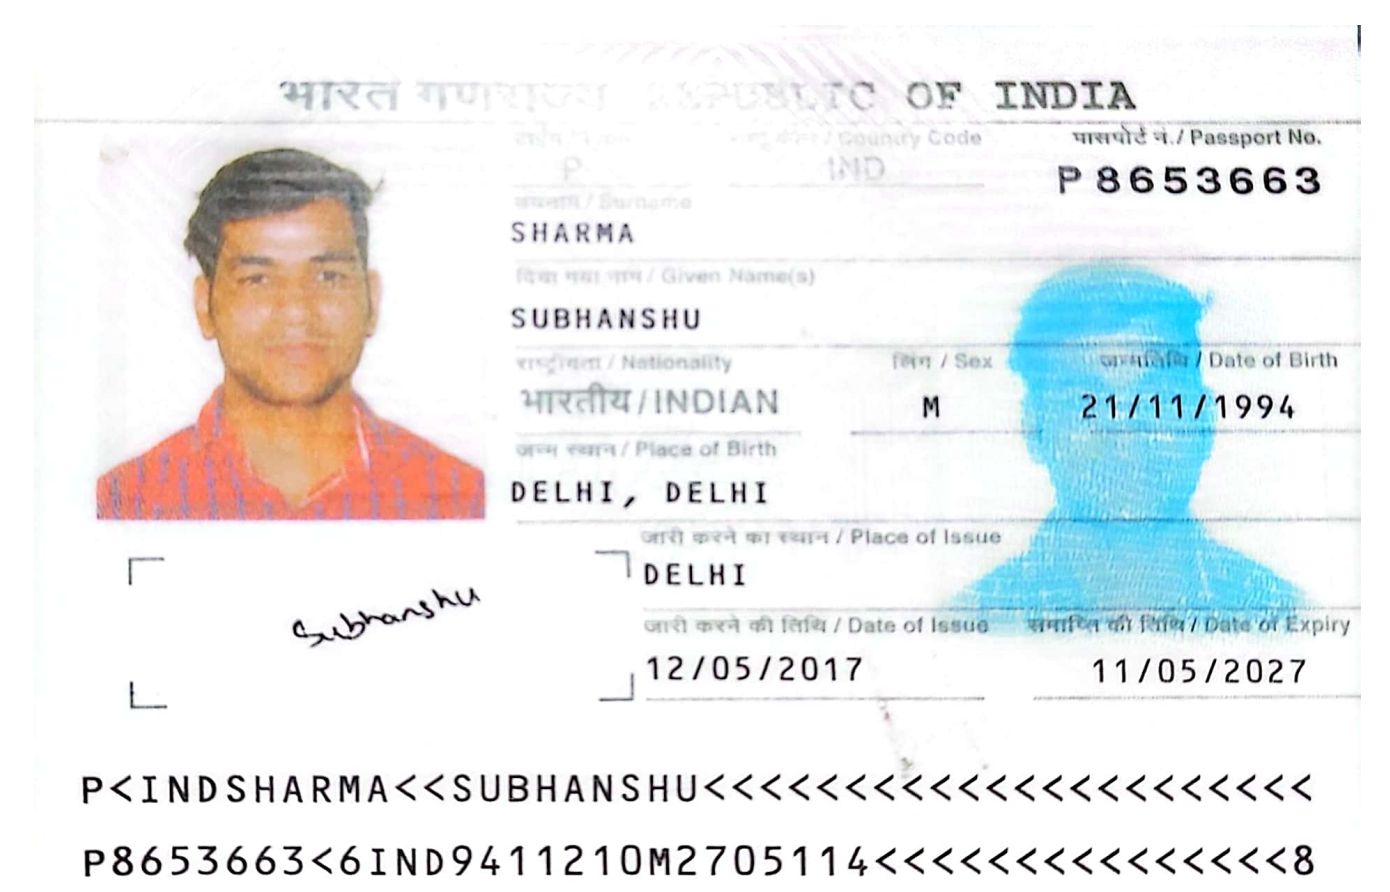 भारत गणराज्य REPUBLIC OF INDIA
/ Country Code
पासपोर्ट नं./ Passport No.
P
IND
P8653663
उपनाम / Surname
SHARMA
दिया गया नाम / Given Name(s)
SUBHANSHU
राष्ट्रीयता / Nationality
लिंग / Sex
जन्मतिथि / Date of Birth
भारतीय / INDIAN
M
21/11/1994
जन्म स्थान / Place of Birth
DELHI, DELHI
जारी करने का स्थान / Place of Issue
DELHI
Subhanshu
जारी करने की तिथि / Date of Issue
समाप्ति की तिथि / Date of Expiry
12/05/2017
11/05/2027
P<INDSHARMA<<SUBHANSHU<<<<<<<<<<<<<<<<<<<<<<
P8653663<6IND9411210M2705114<<<<<<<<<<<<<<<8